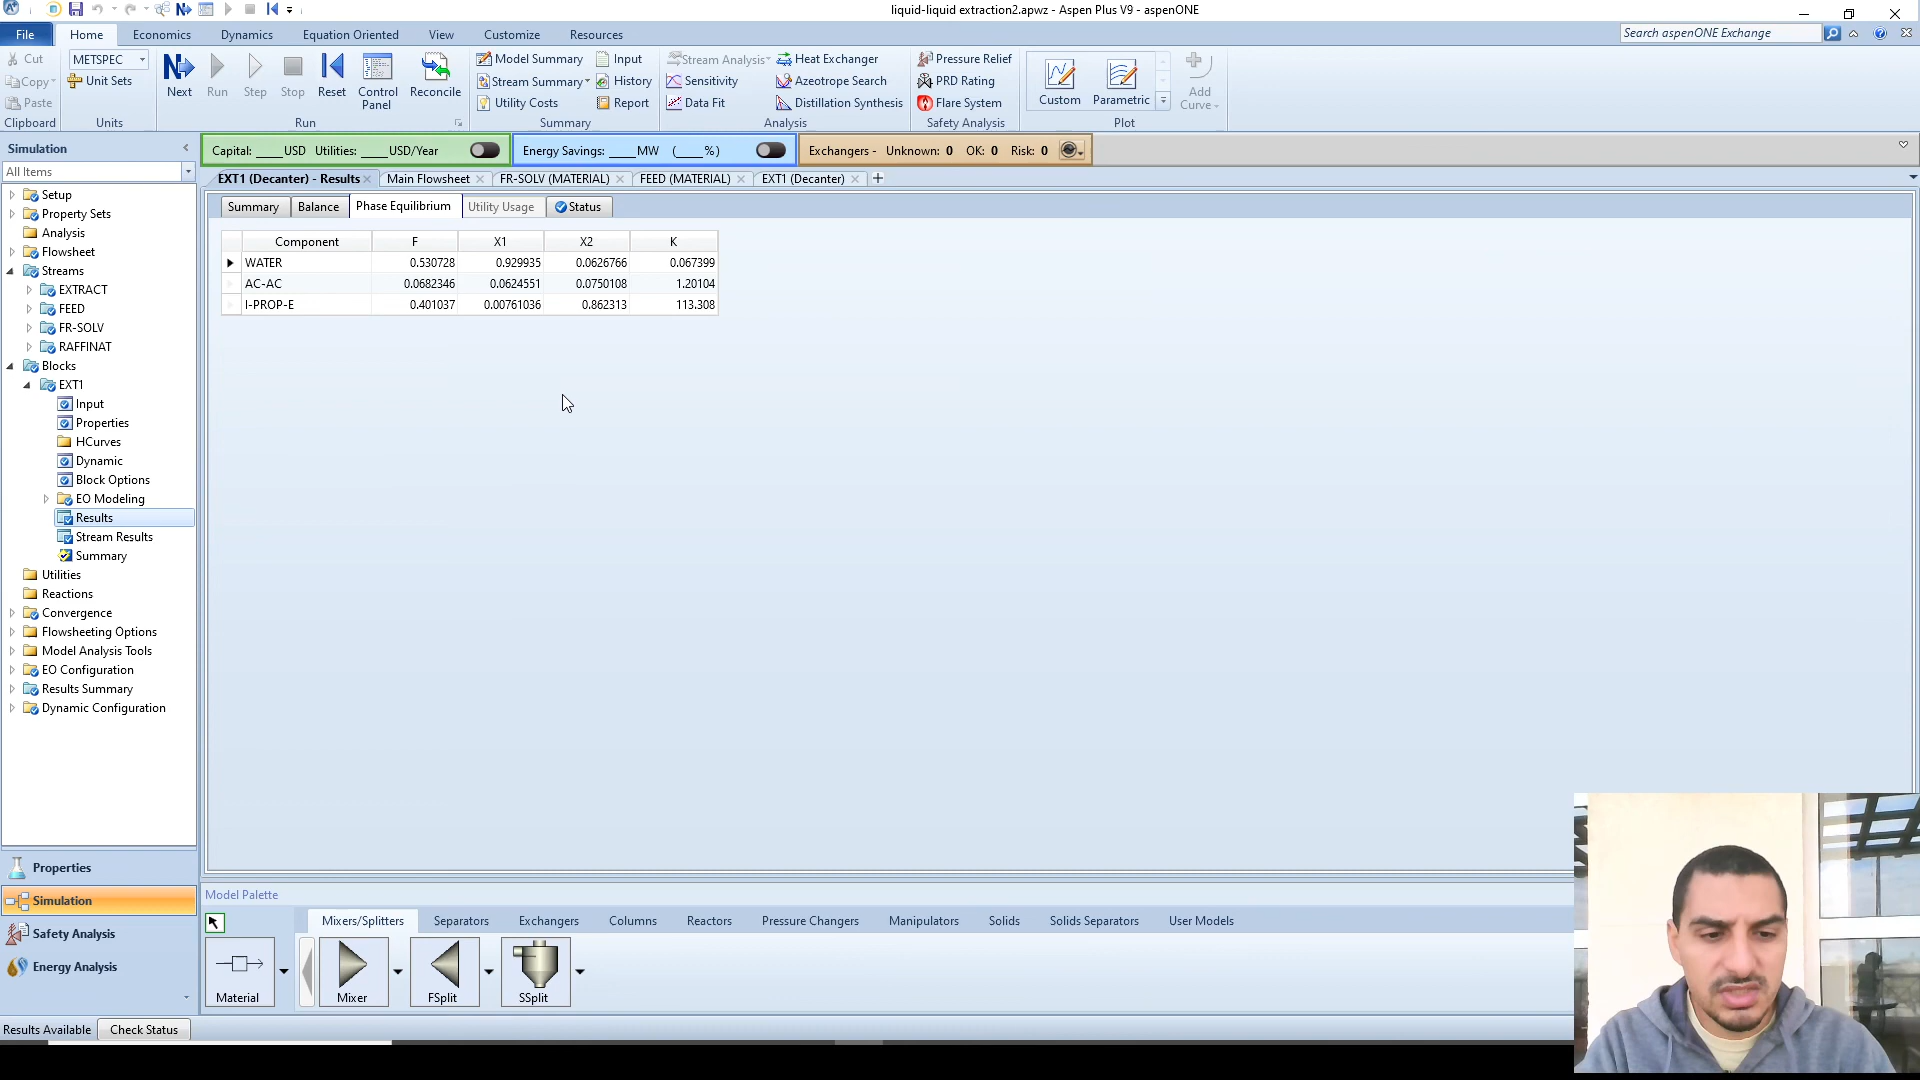 liquid-liquid extraction2.apwz - Aspen Plus V9 - aspenONE
File Home Economics Dynamics Equation Oriented View Customize Resources Search aspenONE Exchange
Cut
Copy
Paste
Clipboard
METSPEC
Unit Sets
Units
Next Run Step Stop Reset Control Panel Reconcile
Run
Model Summary Input
Stream Summary History
Utility Costs Report
Summary
Stream Analysis Heat Exchanger
Sensitivity Azeotrope Search
Data Fit Distillation Synthesis
Analysis
Pressure Relief
PRD Rating
Flare System
Safety Analysis
Custom Parametric Add Curve
Plot
Capital: ____USD Utilities: ____USD/Year Energy Savings: ____MW (____%) Exchangers - Unknown: 0 OK: 0 Risk: 0
Simulation
All Items
Setup
Property Sets
Analysis
Flowsheet
Streams
EXTRACT
FEED
FR-SOLV
RAFFINAT
Blocks
EXT1
Input
Properties
HCurves
Dynamic
Block Options
EO Modeling
Results
Stream Results
Summary
Utilities
Reactions
Convergence
Flowsheeting Options
Model Analysis Tools
EO Configuration
Results Summary
Dynamic Configuration
Properties
Simulation
Safety Analysis
Energy Analysis
EXT1 (Decanter) - Results Main Flowsheet FR-SOLV (MATERIAL) FEED (MATERIAL) EXT1 (Decanter)
Summary Balance Phase Equilibrium Utility Usage Status
Component F X1 X2 K
WATER 0.530728 0.929935 0.0626766 0.067399
AC-AC 0.0682346 0.0624551 0.0750108 1.20104
I-PROP-E 0.401037 0.00761036 0.862313 113.308
Model Palette
Mixers/Splitters Separators Exchangers Columns Reactors Pressure Changers Manipulators Solids Solids Separators User Models
Material Mixer FSplit SSplit
Results Available Check Status